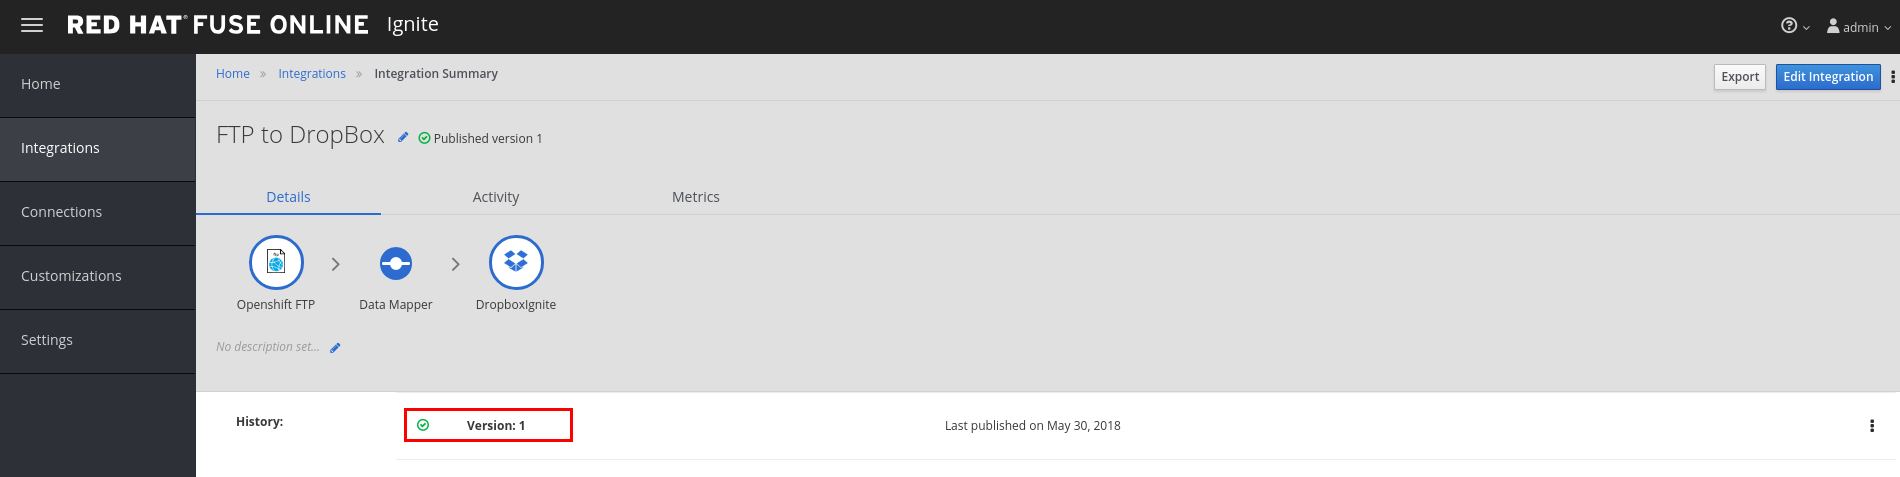 RED HAT® FUSE ONLINE Ignite
admin
Home
Integrations
Connections
Customizations
Settings
Home » Integrations » Integration Summary
Export Edit Integration
FTP to DropBox Published version 1
Details Activity Metrics
Openshift FTP Data Mapper DropboxIgnite
No description set...
History: Version: 1 Last published on May 30, 2018